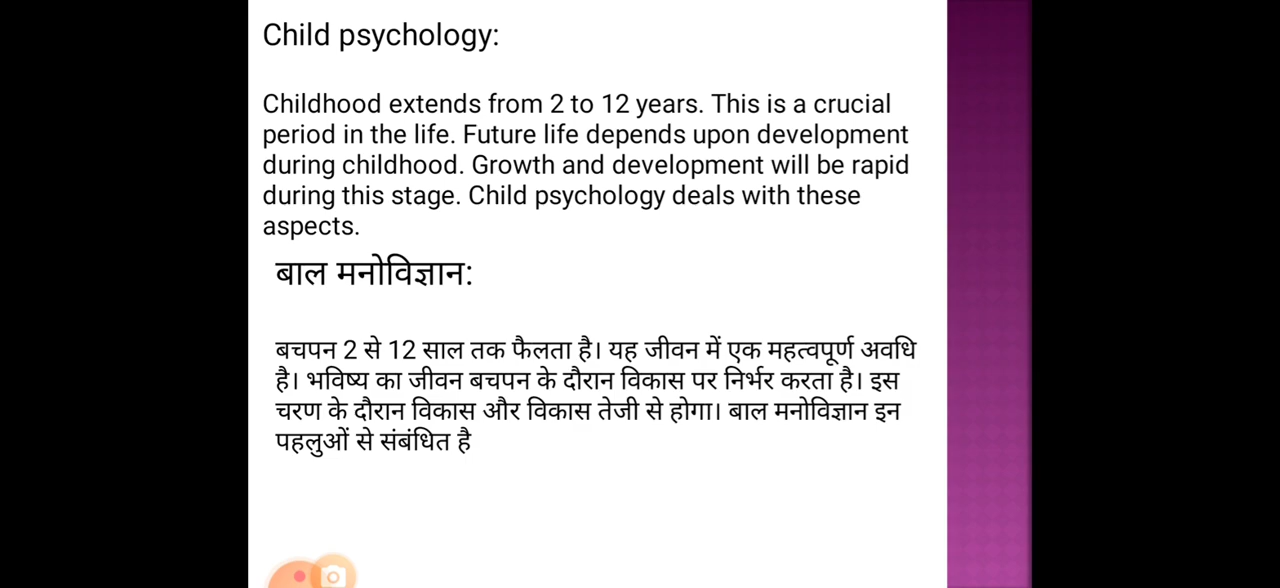 Child psychology:
Childhood extends from 2 to 12 years. This is a crucial
period in the life. Future life depends upon development
during childhood. Growth and development will be rapid
during this stage. Child psychology deals with these
aspects.
बाल मनोविज्ञान:
बचपन 2 से 12 साल तक फैलता है। यह जीवन में एक महत्वपूर्ण अवधि
है। भविष्य का जीवन बचपन के दौरान विकास पर निर्भर करता है। इस
चरण के दौरान विकास और विकास तेजी से होगा। बाल मनोविज्ञान इन
पहलुओं से संबंधित है